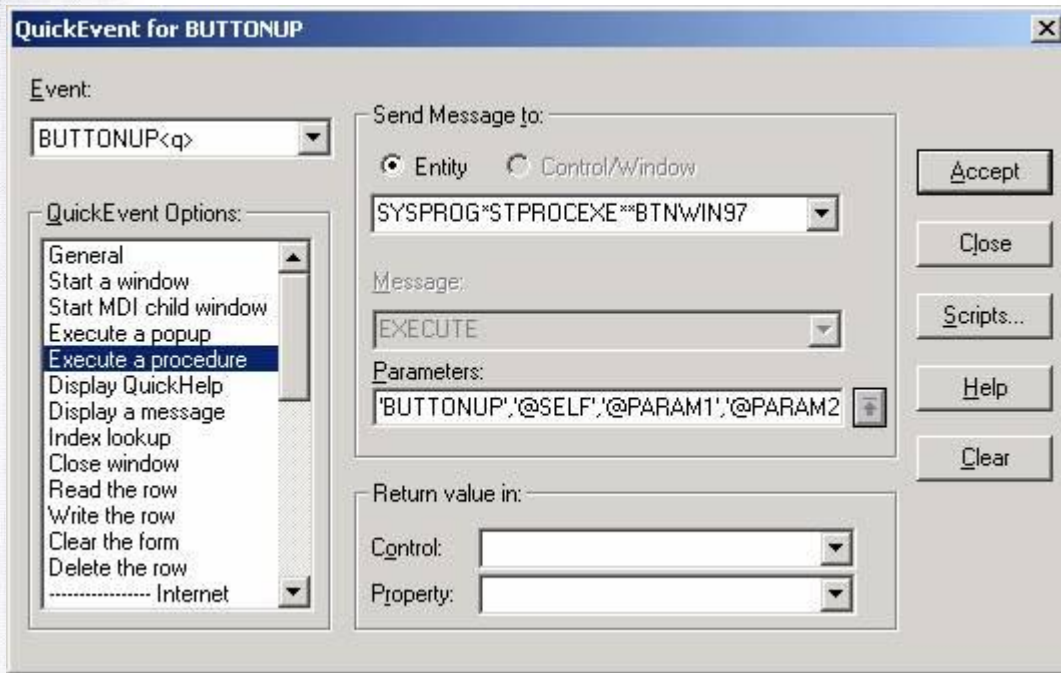 QuickEvent for BUTTONUP
Event:
BUTTONUP<q>
QuickEvent Options:
General
Start a window
Start MDI child window
Execute a popup
Execute a procedure
Display QuickHelp
Display a message
Index lookup
Close window
Read the row
Write the row
Clear the form
Delete the row
---------------- Internet
Send Message to:
Entity
Control/Window
SYSPROG*STPROCEXE**BTNWIN97
Message:
EXECUTE
Parameters:
'BUTTONUP','@SELF','@PARAM1','@PARAM2
Return value in:
Control:
Property:
Accept
Close
Scripts...
Help
Clear